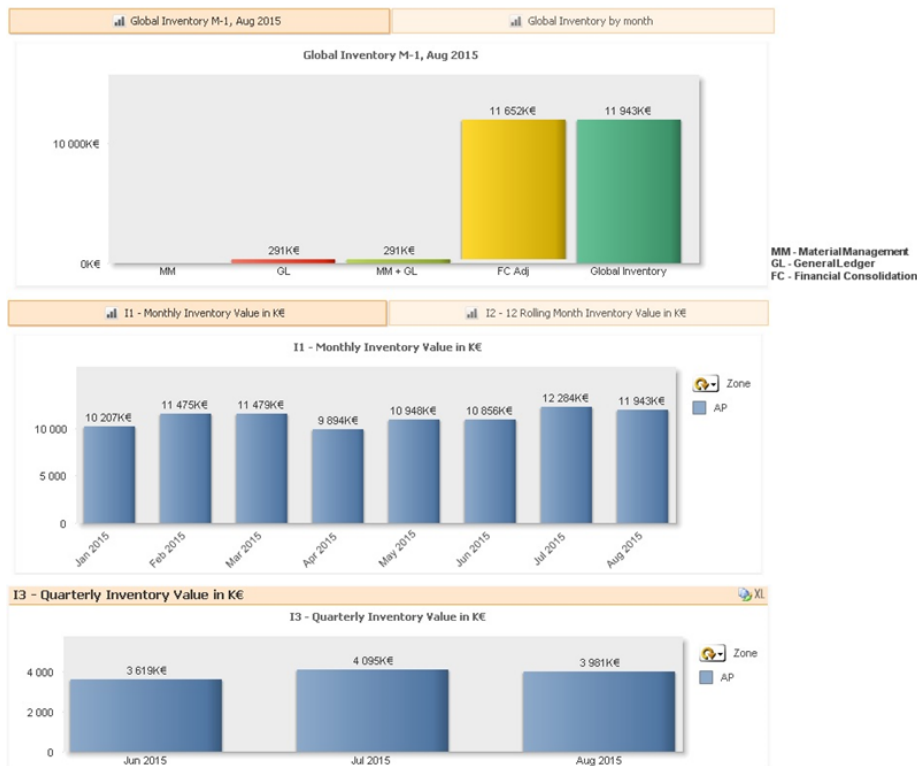 Global Inventory M-1, Aug 2015
Global Inventory by month
Global Inventory M-1, Aug 2015
11 652K€
11 943K€
10 000K€
291K€
291K€
0K€
MM
GL
MM + GL
FC Adj
Global Inventory
MM - Material Management
GL - General Ledger
FC - Financial Consolidation
I1 - Monthly Inventory Value in K€
I2 - 12 Rolling Month Inventory Value in K€
I1 - Monthly Inventory Value in K€
Zone
AP
10 207K€
11 475K€
11 479K€
9 894K€
10 948K€
10 856K€
12 284K€
11 943K€
10 000
5 000
0
Jan 2015
Feb 2015
Mar 2015
Apr 2015
May 2015
Jun 2015
Jul 2015
Aug 2015
I3 - Quarterly Inventory Value in K€
XL
I3 - Quarterly Inventory Value in K€
Zone
AP
3 619K€
4 095K€
3 981K€
4 000
2 000
0
Jun 2015
Jul 2015
Aug 2015